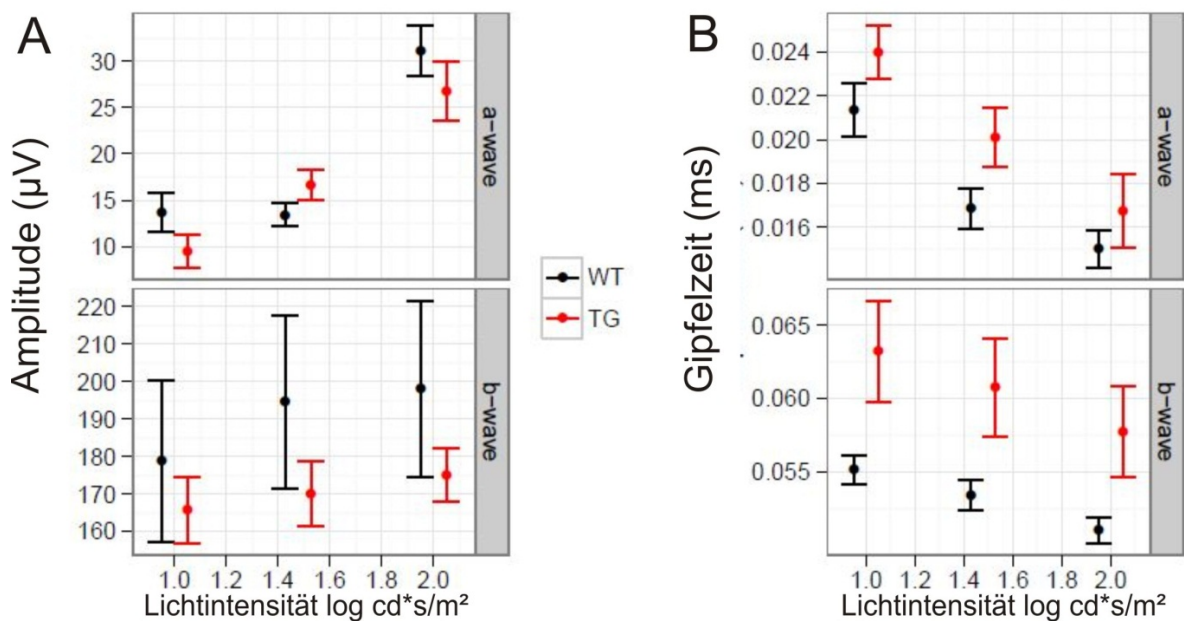 A
Amplitude (µV)
30
25
20
15
10
a-wave
220
210
200
190
180
170
160
b-wave
1.0 1.2 1.4 1.6 1.8 2.0
Lichtintensität log cd*s/m²
WT
TG
B
Gipfelzeit (ms)
0.024
0.022
0.020
0.018
0.016
a-wave
0.065
0.060
0.055
b-wave
1.0 1.2 1.4 1.6 1.8 2.0
Lichtintensität log cd*s/m²